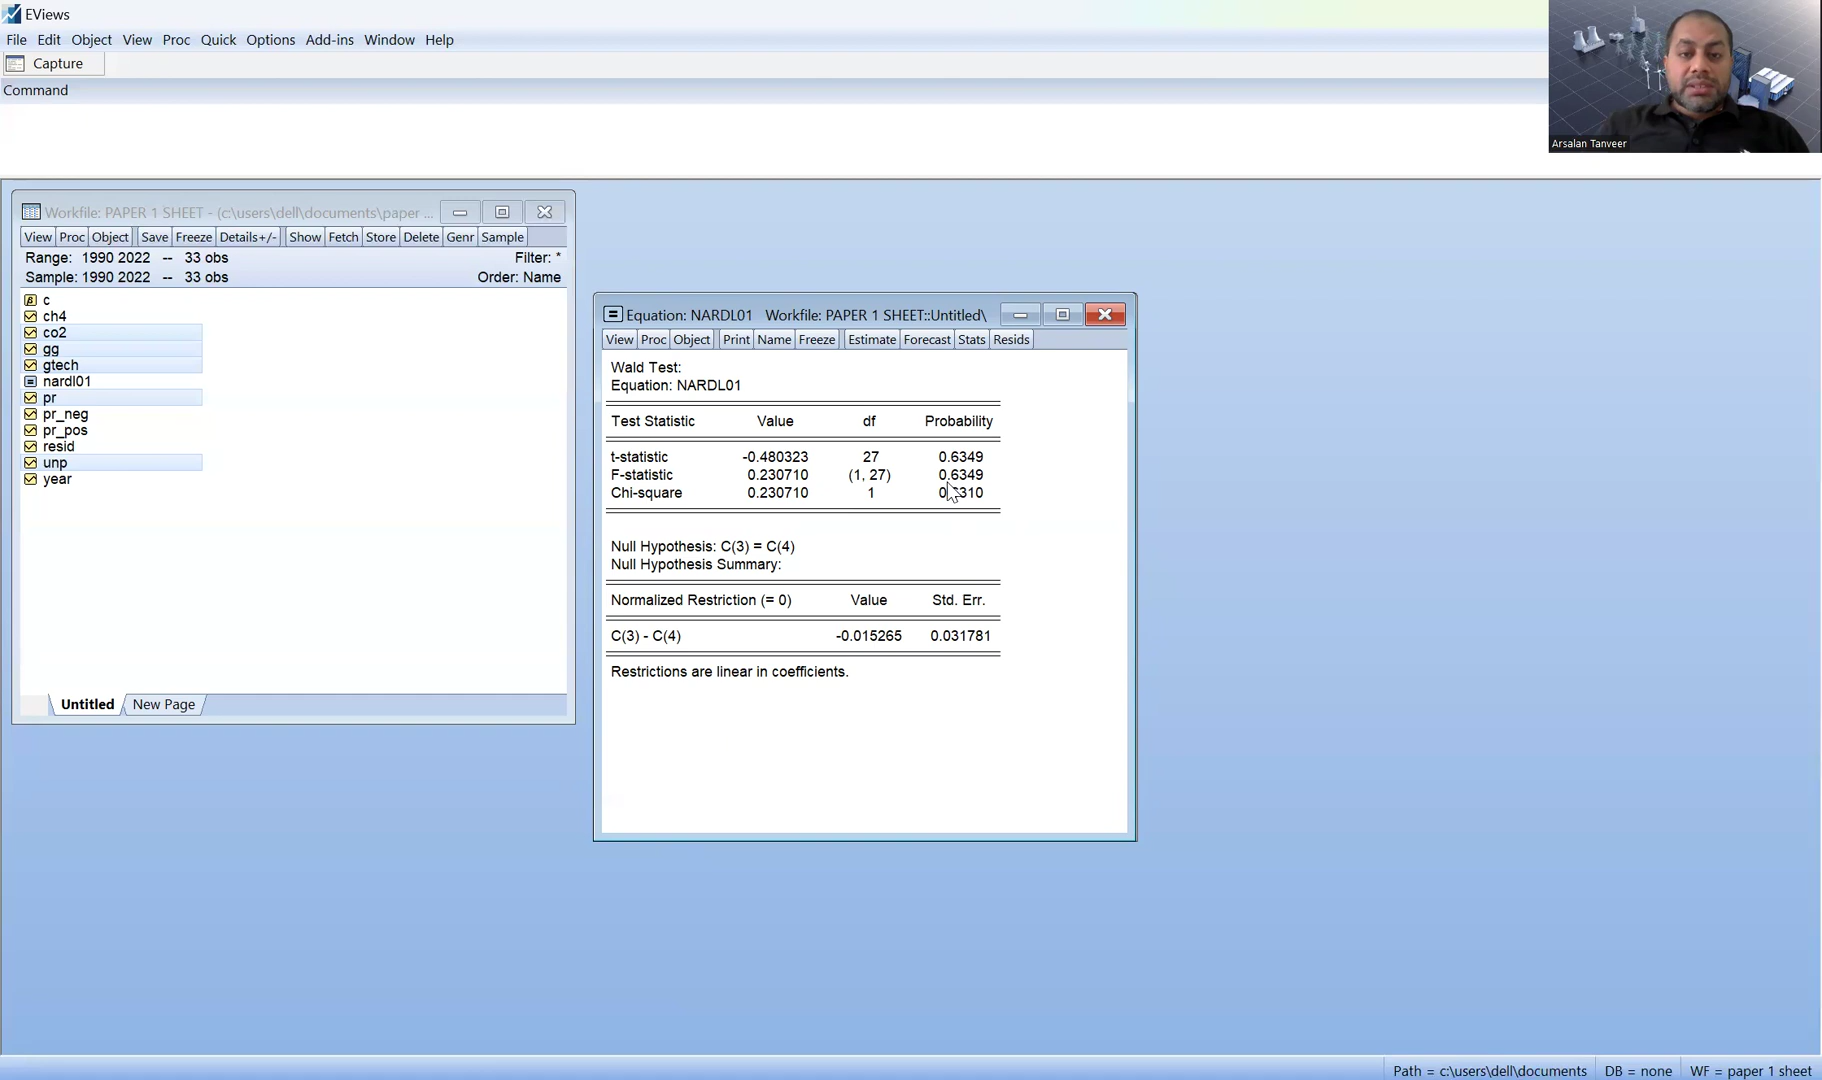 EViews
File Edit Object View Proc Quick Options Add-ins Window Help
Capture
Command
Arsalan Tanveer
Workfile: PAPER 1 SHEET - (c:\users\dell\documents\paper ...
View Proc Object Save Freeze Details+/- Show Fetch Store Delete Genr Sample
Range: 1990 2022 -- 33 obs Filter: *
Sample: 1990 2022 -- 33 obs Order: Name
c
ch4
co2
gg
gtech
nardl01
pr
pr_neg
pr_pos
resid
unp
year
Untitled New Page
Equation: NARDL01 Workfile: PAPER 1 SHEET::Untitled\
View Proc Object Print Name Freeze Estimate Forecast Stats Resids
Wald Test:
Equation: NARDL01
Test Statistic Value df Probability
t-statistic -0.480323 27 0.6349
F-statistic 0.230710 (1, 27) 0.6349
Chi-square 0.230710 1
Null Hypothesis: C(3) = C(4)
Null Hypothesis Summary:
Normalized Restriction (= 0) Value Std. Err.
C(3) - C(4) -0.015265 0.031781
Restrictions are linear in coefficients.
Path = c:\users\dell\documents DB = none WF = paper 1 sheet